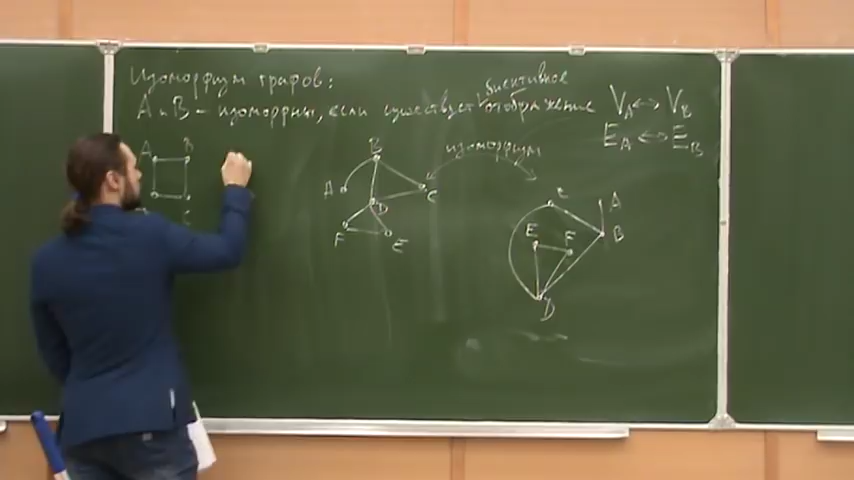 Изоморфизм графов:
A и B - изоморфны, если существует биективное отображение V_A ↔ V_B
E_A ↔ E_B
A B
C
A B C D F E
изоморфизм
C A B E F D